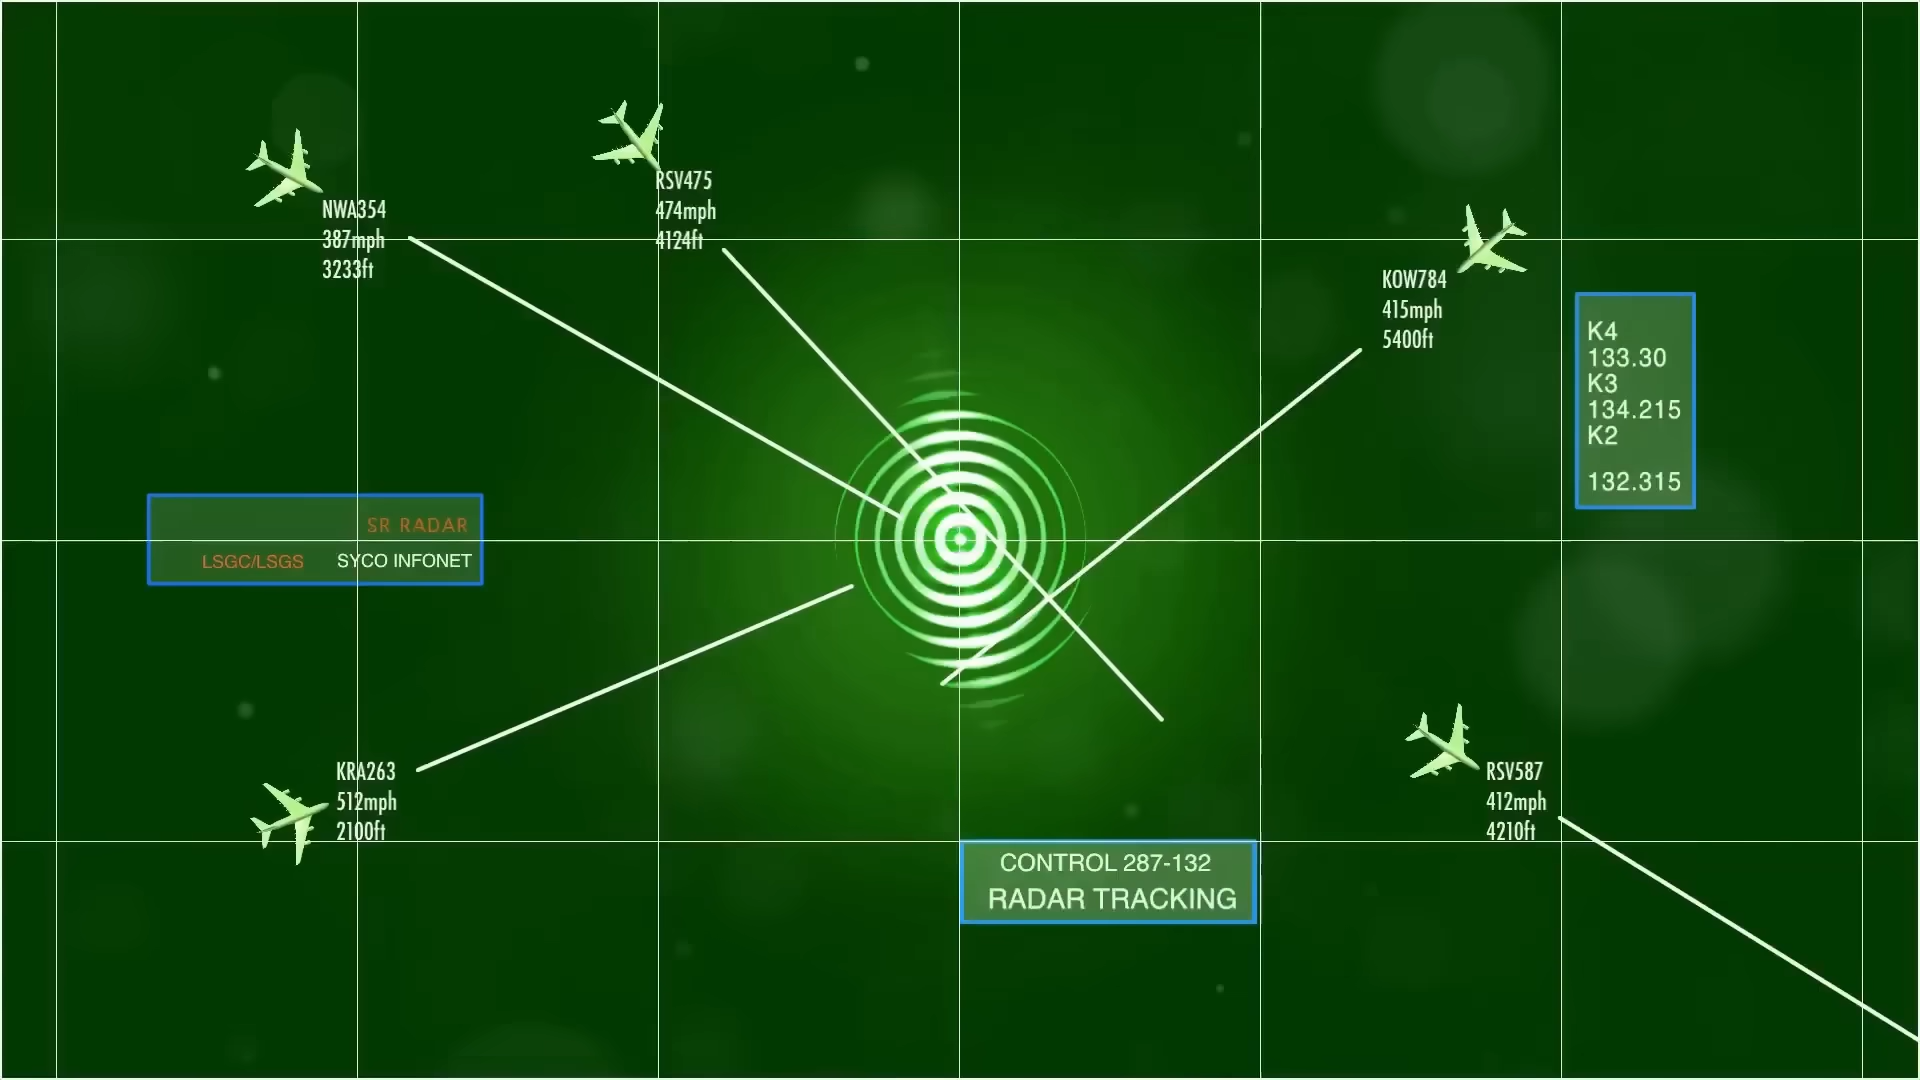 NWA354
387mph
3233ft
RSV475
474mph
4124ft
KOW784
415mph
5400ft
K4
133.30
K3
134.215
K2
132.315
SR RADAR
LSGC/LSGS SYCO INFONET
KRA263
512mph
2100ft
RSV587
412mph
4210ft
CONTROL 287-132
RADAR TRACKING